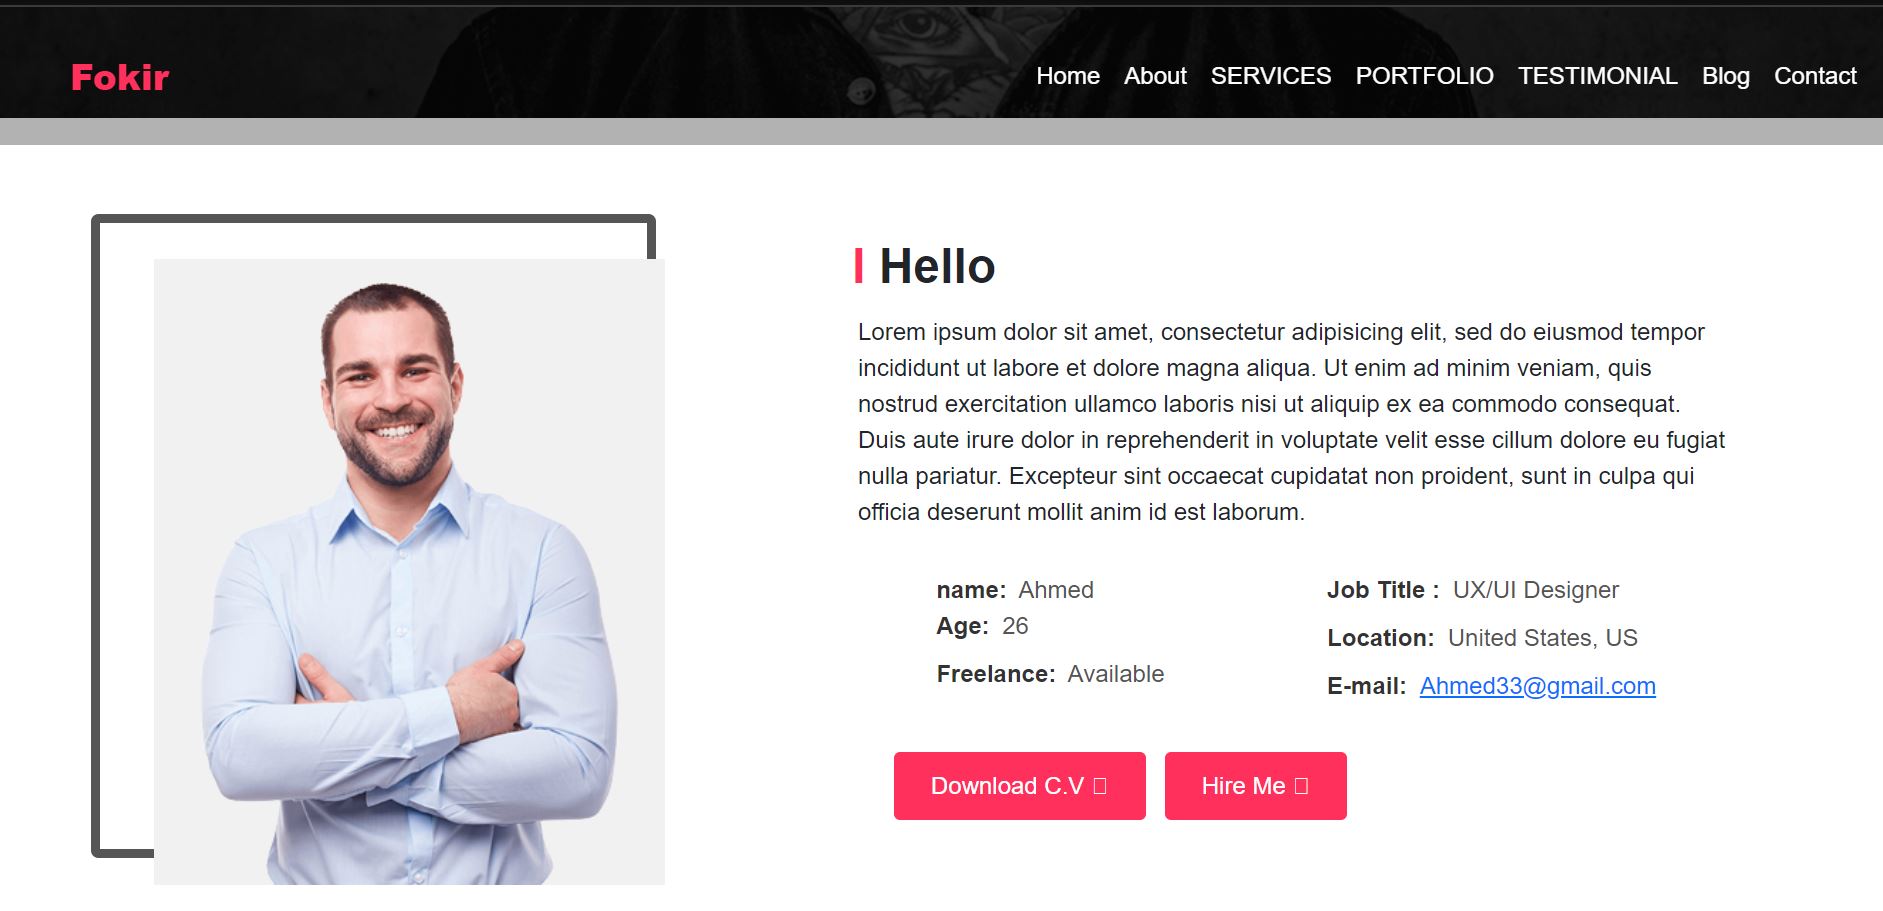 Fokir
Home About SERVICES PORTFOLIO TESTIMONIAL Blog Contact
I Hello
Lorem ipsum dolor sit amet, consectetur adipisicing elit, sed do eiusmod tempor
incididunt ut labore et dolore magna aliqua. Ut enim ad minim veniam, quis
nostrud exercitation ullamco laboris nisi ut aliquip ex ea commodo consequat.
Duis aute irure dolor in reprehenderit in voluptate velit esse cillum dolore eu fugiat
nulla pariatur. Excepteur sint occaecat cupidatat non proident, sunt in culpa qui
officia deserunt mollit anim id est laborum.
name: Ahmed
Age: 26
Freelance: Available
Job Title : UX/UI Designer
Location: United States, US
E-mail: Ahmed33@gmail.com
Download C.V
Hire Me